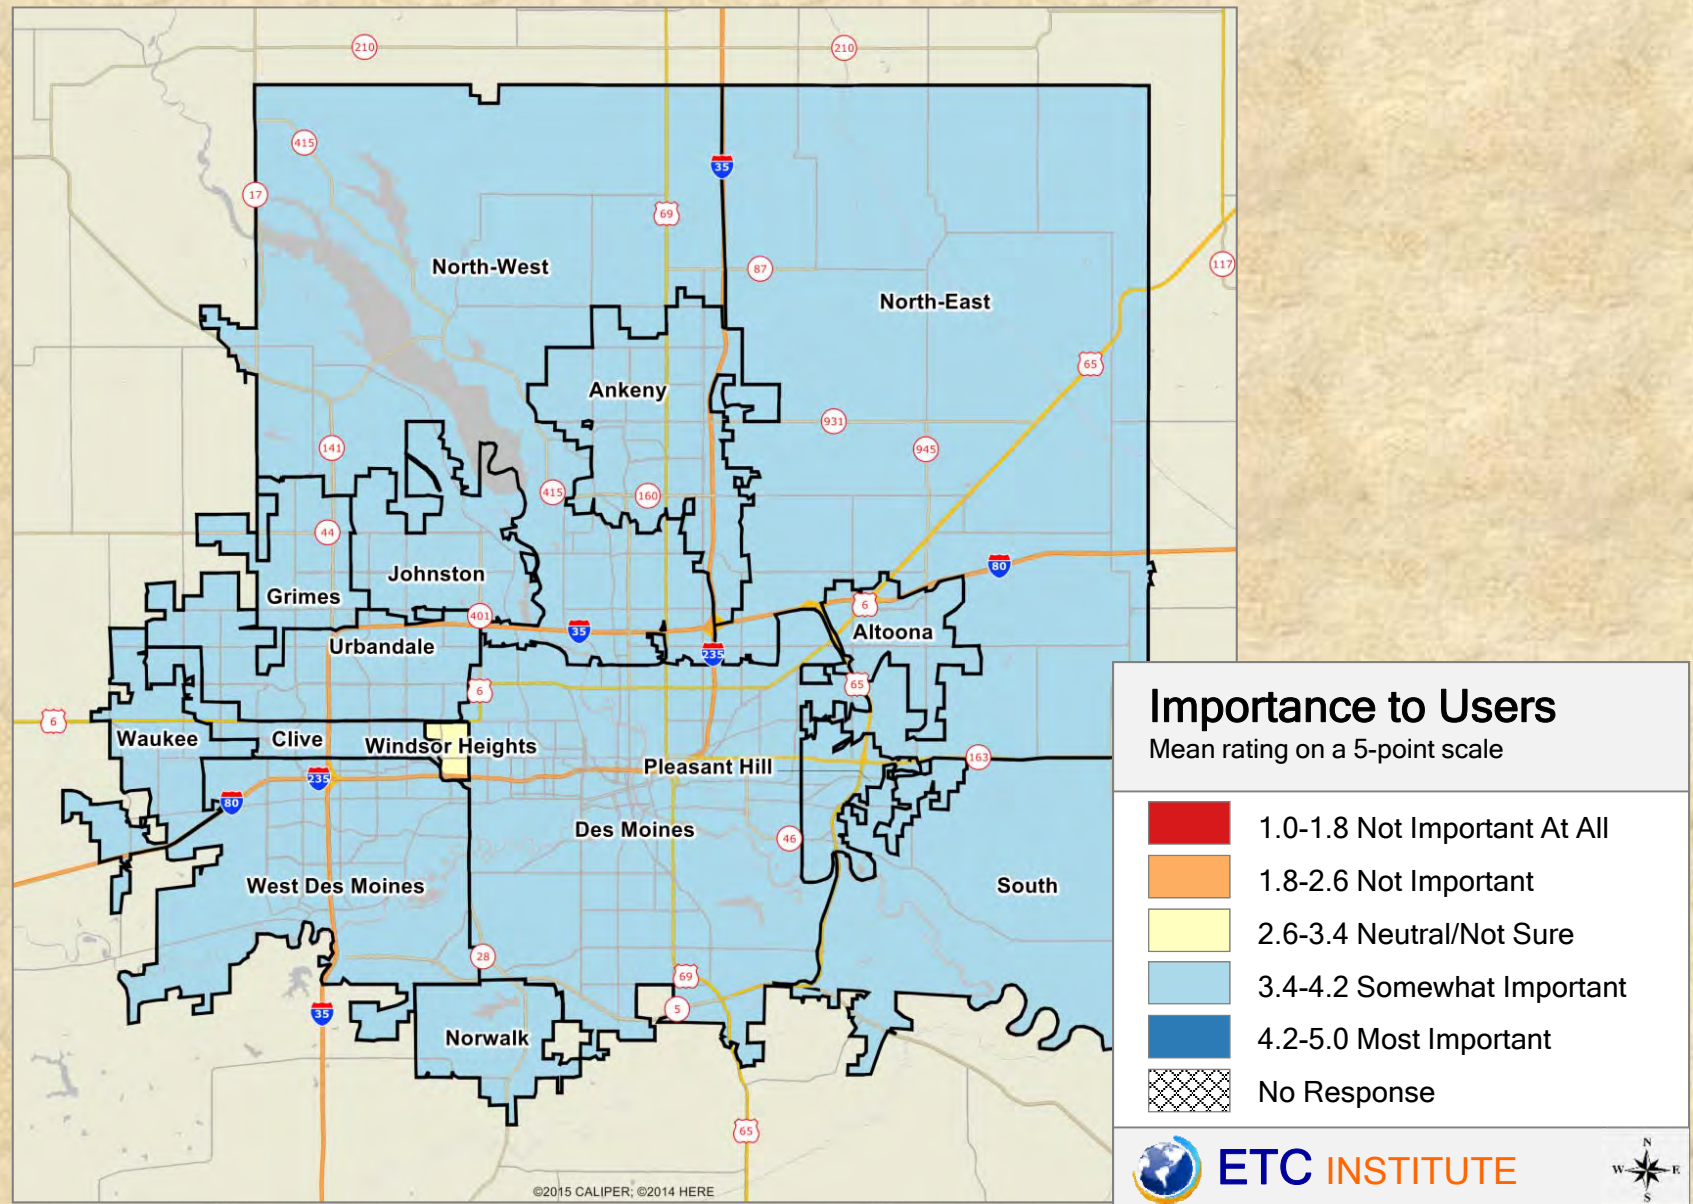 210
210
415
35
17
69
87
117
North-West
North-East
65
Ankeny
931
141
945
415
160
44
80
Johnston
Grimes
6
401
35
Altoona
Urbandale
235
65
6
6
Waukee
Clive
Windsor Heights
163
Pleasant Hill
235
80
Des Moines
46
West Des Moines
South
28
69
5
35
Norwalk
65
©2015 CALIPER; ©2014 HERE
Importance to Users
Mean rating on a 5-point scale
1.0-1.8 Not Important At All
1.8-2.6 Not Important
2.6-3.4 Neutral/Not Sure
3.4-4.2 Somewhat Important
4.2-5.0 Most Important
No Response
ETC INSTITUTE
N
W E
S